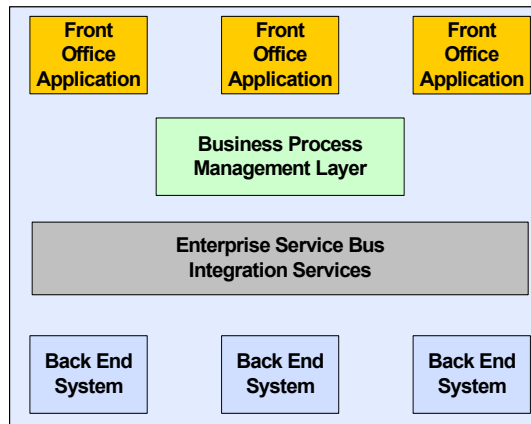 Front
Office
Application
Front
Office
Application
Front
Office
Application
Business Process
Management Layer
Enterprise Service Bus
Integration Services
Back End
System
Back End
System
Back End
System